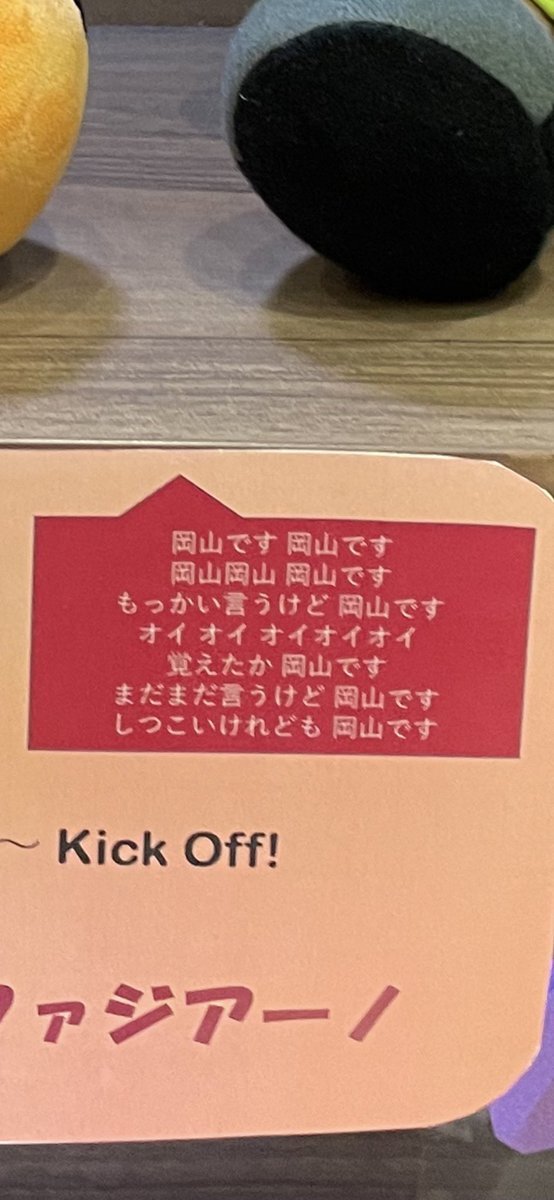 岡山です 岡山です
岡山岡山 岡山です
もっかい言うけど 岡山です
オイ オイ オイオイオイ
覚えたか 岡山です
まだまだ言うけど 岡山です
しつこいけれども 岡山です
～ Kick Off!
ファジアーノ